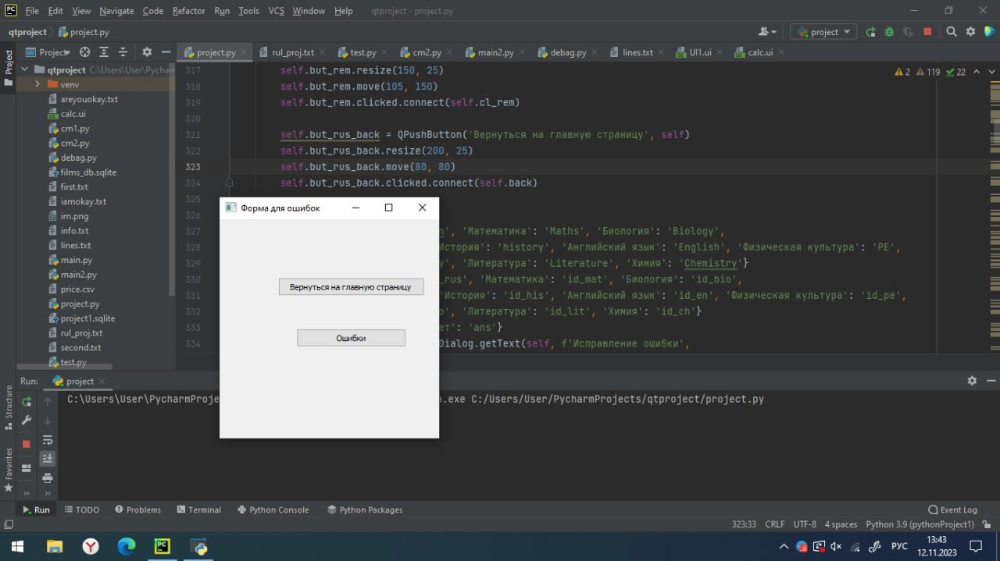 PC File Edit View Navigate Code Refactor Run Tools VCS Window Help qtproject - project.py
qtproject project.py project
Project Project project.py rul_proj.txt test.py cm2.py main2.py debag.py lines.txt UI1.ui calc.ui
qtproject C:\Users\User\Pycharm
venv
areyouokay.txt
calc.ui
cm1.py
cm2.py
debag.py
films_db.sqlite
first.txt
iamokay.txt
im.png
info.txt
lines.txt
main.py
main2.py
price.csv
project.py
project1.sqlite
rul_proj.txt
second.txt
test.py
2 119 22
317 self.but_rem.resize(150, 25)
318 self.but_rem.move(105, 150)
319 self.but_rem.clicked.connect(self.cl_rem)
320
321 self.but_rus_back = QPushButton('Вернуться на главную страницу', self)
322 self.but_rus_back.resize(200, 25)
323 self.but_rus_back.move(80, 80)
324 self.but_rus_back.clicked.connect(self.back)
325
326
327 n', 'Математика': 'Maths', 'Биология': 'Biology',
328 История': 'history', 'Английский язык': 'English', 'Физическая культура': 'PE',
329 y', 'Литература': 'Literature', 'Химия': 'Chemistry'}
330 _rus', 'Математика': 'id_mat', 'Биология': 'id_bio',
331 'История': 'id_his', 'Английский язык': 'id_en', 'Физическая культура': 'id_pe',
332 o', 'Литература': 'id_lit', 'Химия': 'id_ch'}
333 ет': 'ans'}
334 Dialog.getText(self, f'Исправление ошибки',
Форма для ошибок
Вернуться на главную страницу
Ошибки
Run: project
C:\Users\User\PycharmProje n.exe C:/Users/User/PycharmProjects/qtproject/project.py
Structure
Favorites
Run TODO Problems Terminal Python Console Python Packages Event Log
323:33 CRLF UTF-8 4 spaces Python 3.9 (pythonProject1)
РУС 13:43
12.11.2023